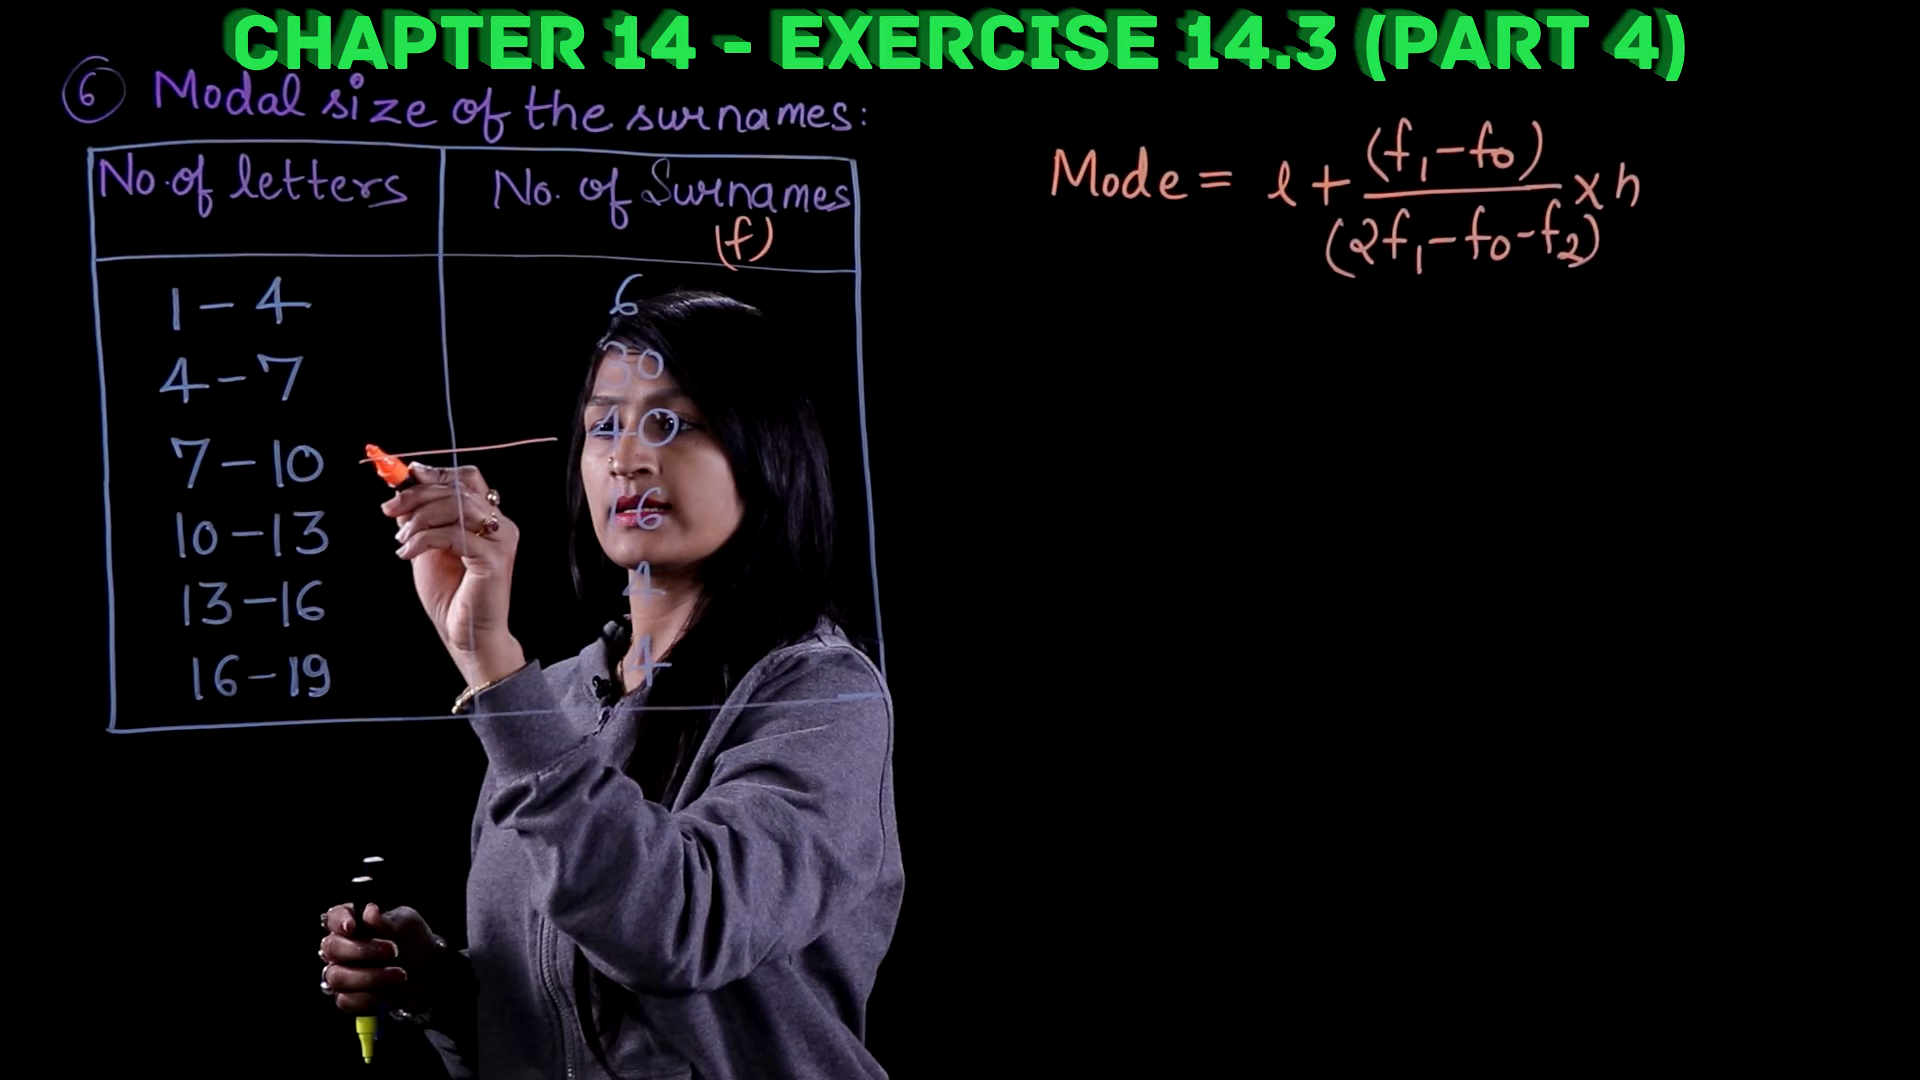 CHAPTER 14 - EXERCISE 14.3 (PART 4)
6 Modal size of the surnames:
No. of letters No. of Surnames
(f)
1 - 4 6
4 - 7 30
7 - 10 40
10 - 13 16
13 - 16 4
16 - 19 4
Mode = l + (f₁ - f₀) / (2f₁ - f₀ - f₂) × h